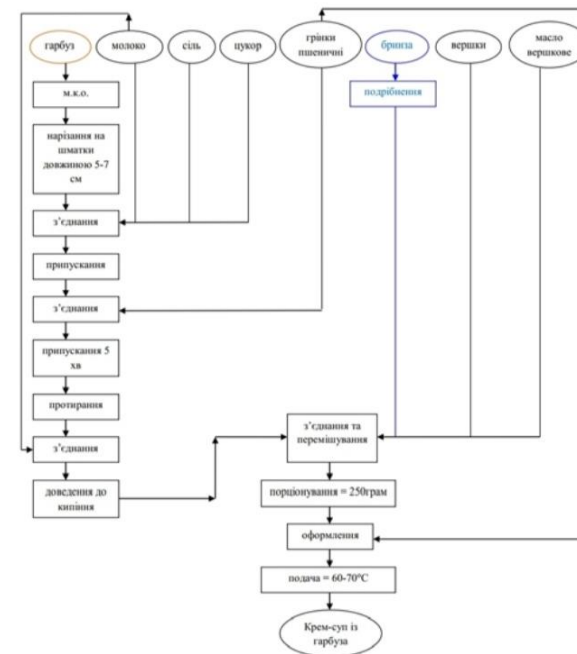 гарбуз
молоко
сіль
цукор
грінки
пшеничні
бринза
вершки
масло
вершкове
м.к.о.
подрібнення
нарізання на
шматки
довжиною 5-7
см
з’єднання
припускання
з’єднання
припускання 5
хв
протирання
з’єднання
доведення до
кипіння
з’єднання та
перемішування
порціонування = 250грам
оформлення
подача = 60-70°С
Крем-суп із
гарбуза